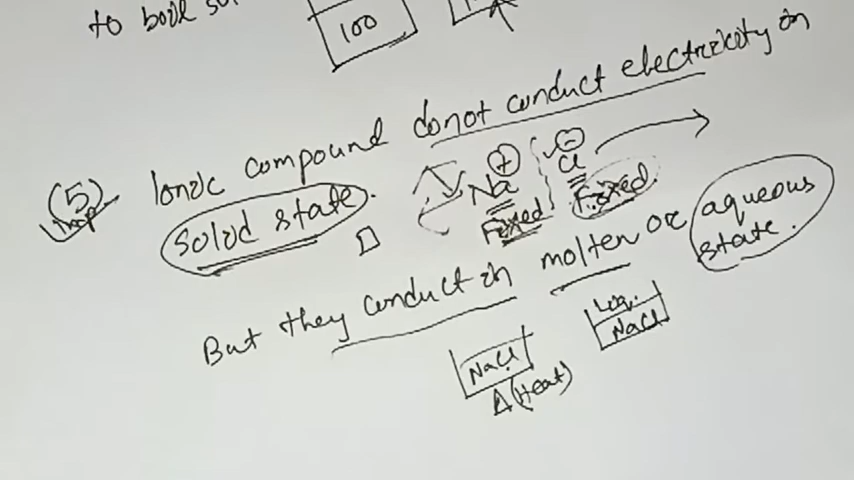 to boil
100
(5) Ionic compound donot conduct electricity in
imp
solid state.
Na + Cl -
Fixed Fixed
But they conduct in molten or aqueous
state.
NaCl
Δ(Heat)
Liq.
NaCl